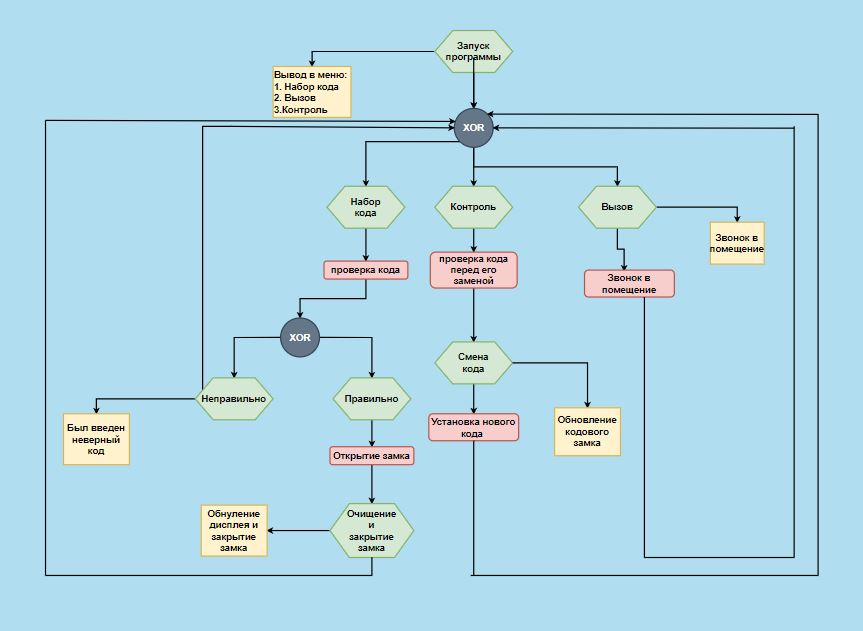 Запуск
программы
Вывод в меню:
1. Набор кода
2. Вызов
3.Контроль
XOR
Набор
кода
Контроль
Вызов
Звонок в
помещение
проверка кода
проверка кода
перед его
заменой
Звонок в
помещение
XOR
Смена
кода
Неправильно
Правильно
Был введен
неверный
код
Установка нового
кода
Обновление
кодового
замка
Открытие замка
Обнуление
дисплея и
закрытие
замка
Очищение
и
закрытие
замка